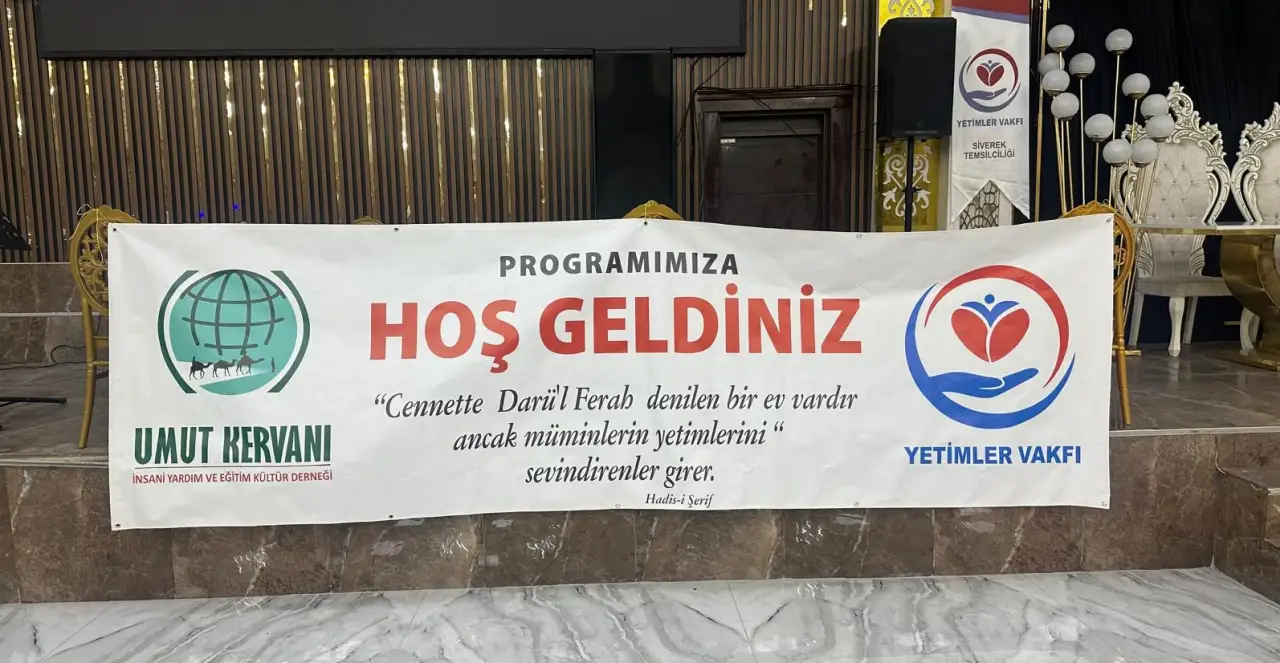 YETİMLER VAKFI
SİVEREK
TEMSİLCİLİĞİ
PROGRAMIMIZA
HOŞ GELDİNİZ
“Cennette Darü'l Ferah denilen bir ev vardır
ancak müminlerin yetimlerini “
sevindirenler girer.
Hadis-i Şerif
UMUT KERVANI
İNSANİ YARDIM VE EĞİTİM KÜLTÜR DERNEĞİ
YETİMLER VAKFI